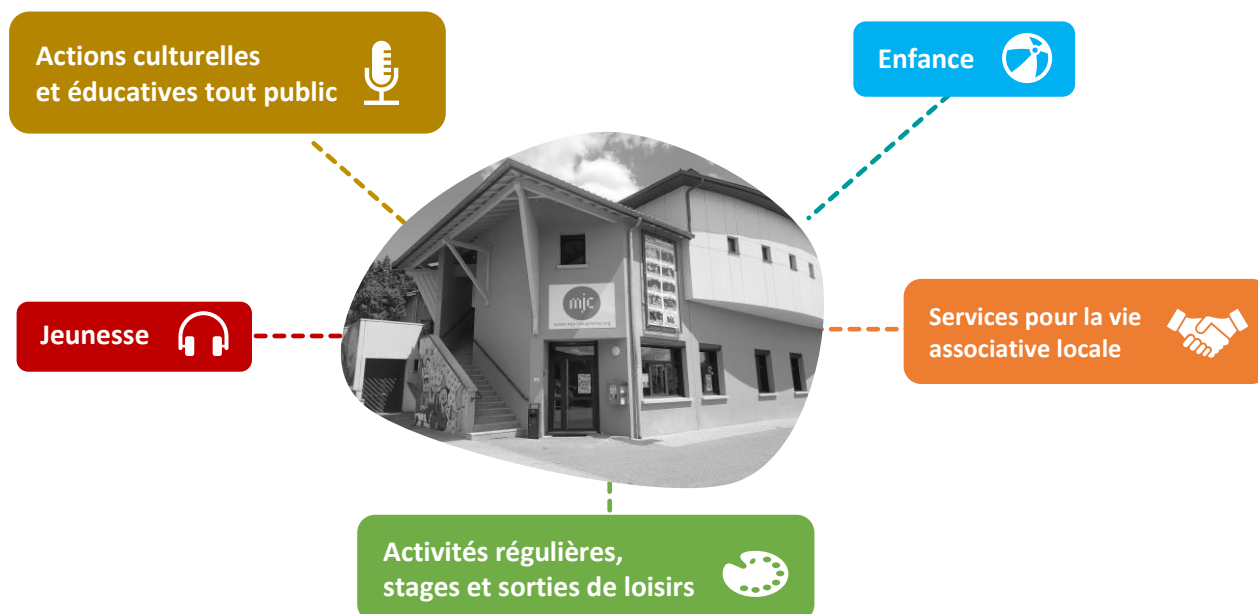 Actions culturelles
et éducatives tout public
Enfance
mjc
Jeunesse
Services pour la vie
associative locale
Activités régulières,
stages et sorties de loisirs